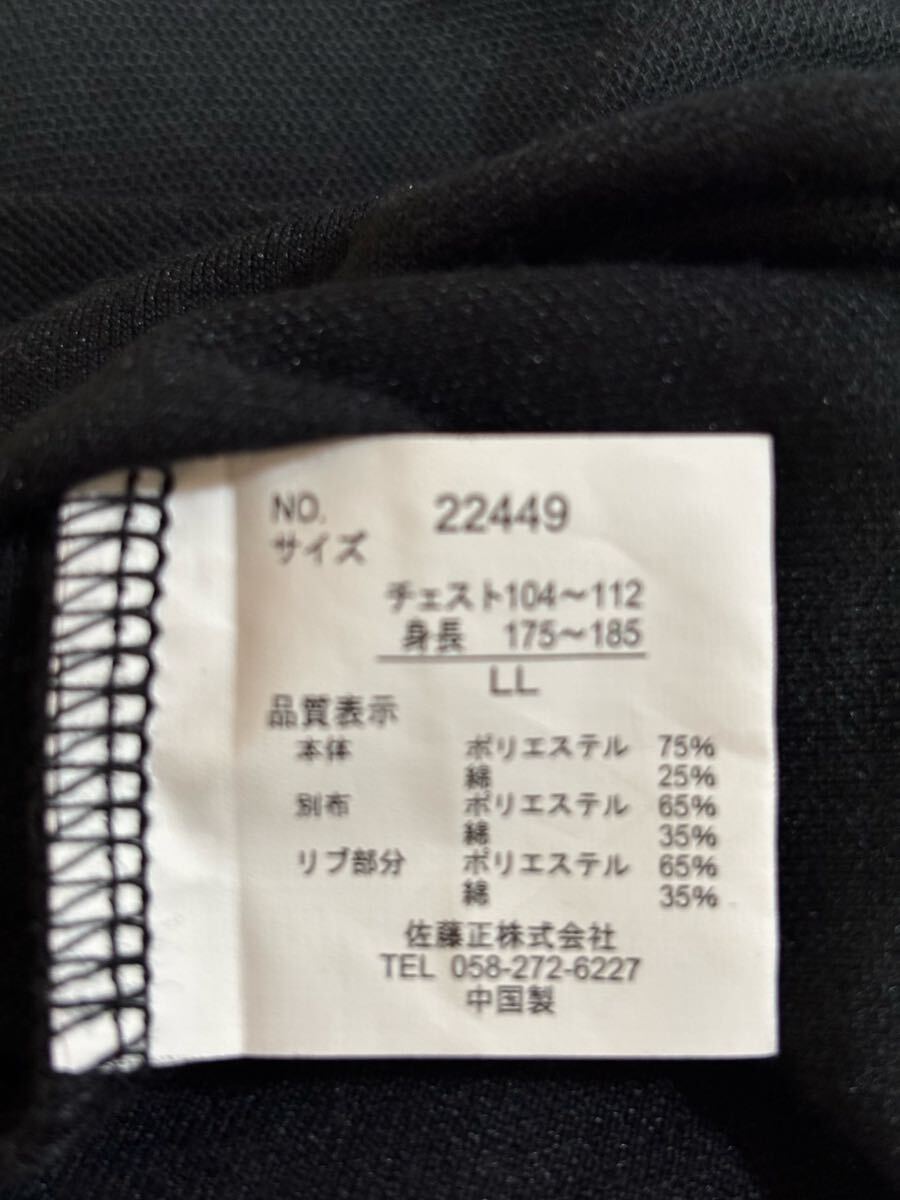 NO. 22449
サイズ
チェスト104～112
身長 175～185
LL
品質表示
本体 ポリエステル 75%
綿 25%
別布 ポリエステル 65%
綿 35%
リブ部分 ポリエステル 65%
綿 35%
佐藤正株式会社
TEL 058-272-6227
中国製